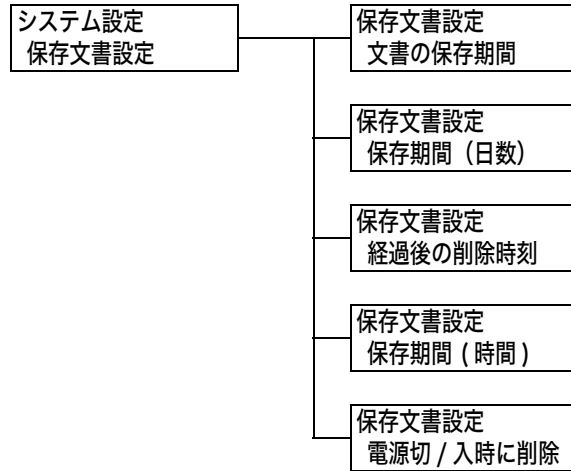 システム設定
保存文書設定
保存文書設定
文書の保存期間
保存文書設定
保存期間（日数）
保存文書設定
経過後の削除時刻
保存文書設定
保存期間 ( 時間 )
保存文書設定
電源切 / 入時に削除